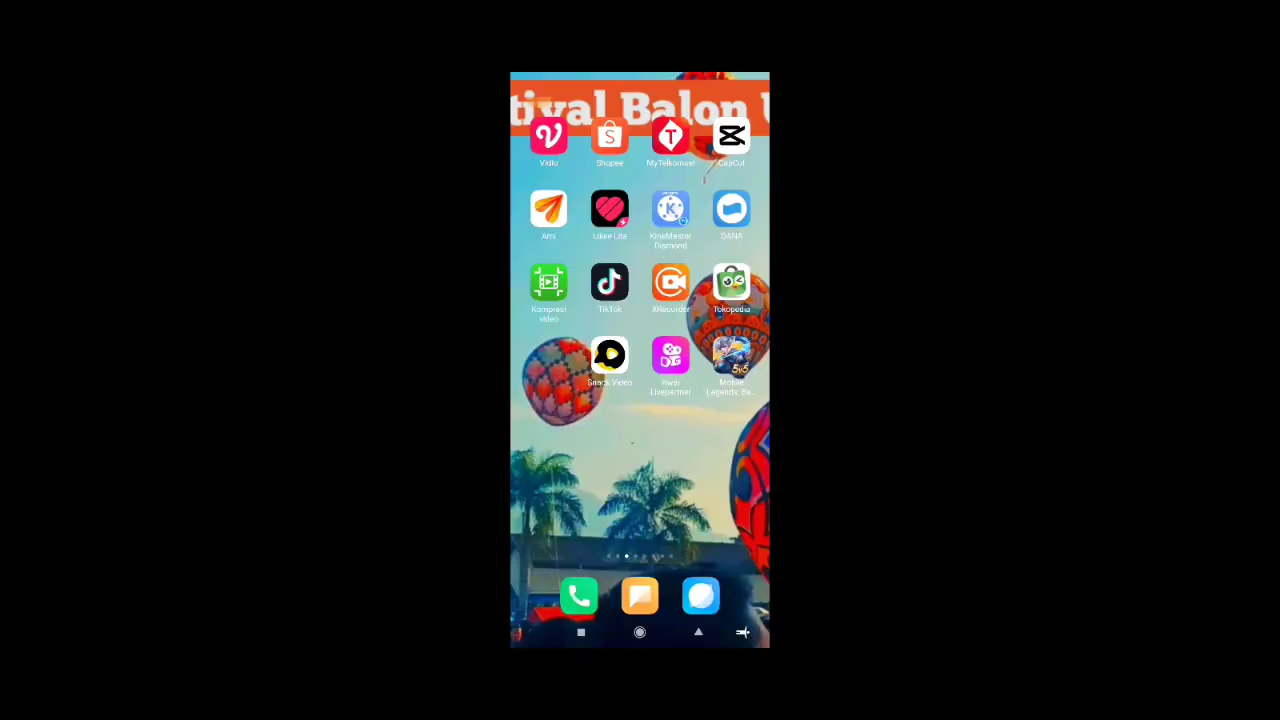 tival Balon U
Vidio
Shopee
MyTelkomsel
CapCut
Ami
Likee Lite
KineMaster
Diamond
DANA
Kompresi
video
TikTok
XRecorder
Tokopedia
Snack Video
Kwai
Livepartner
5v5
Mobile
Legends: Ba...